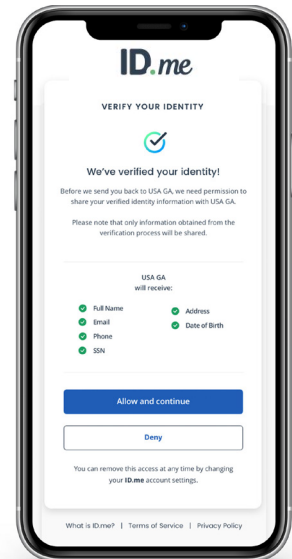 ID.me
VERIFY YOUR IDENTITY
We've verified your identity!
Before we send you back to USA GA, we need permission to
share your verified identity information with USA GA.
Please note that only information obtained from the
verification process will be shared.
USA GA
will receive:
Full Name
Email
Phone
SSN
Address
Date of Birth
Allow and continue
Deny
You can remove this access at any time by changing
your ID.me account settings.
What is ID.me? | Terms of Service | Privacy Policy